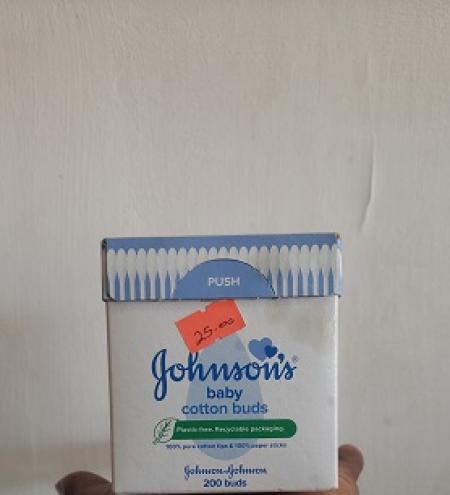 PUSH
25.00
Johnson's®
baby
cotton buds
Plastic free. Recyclable packaging.
100% pure cotton tips & 100% paper sticks
Johnson & Johnson
200 buds